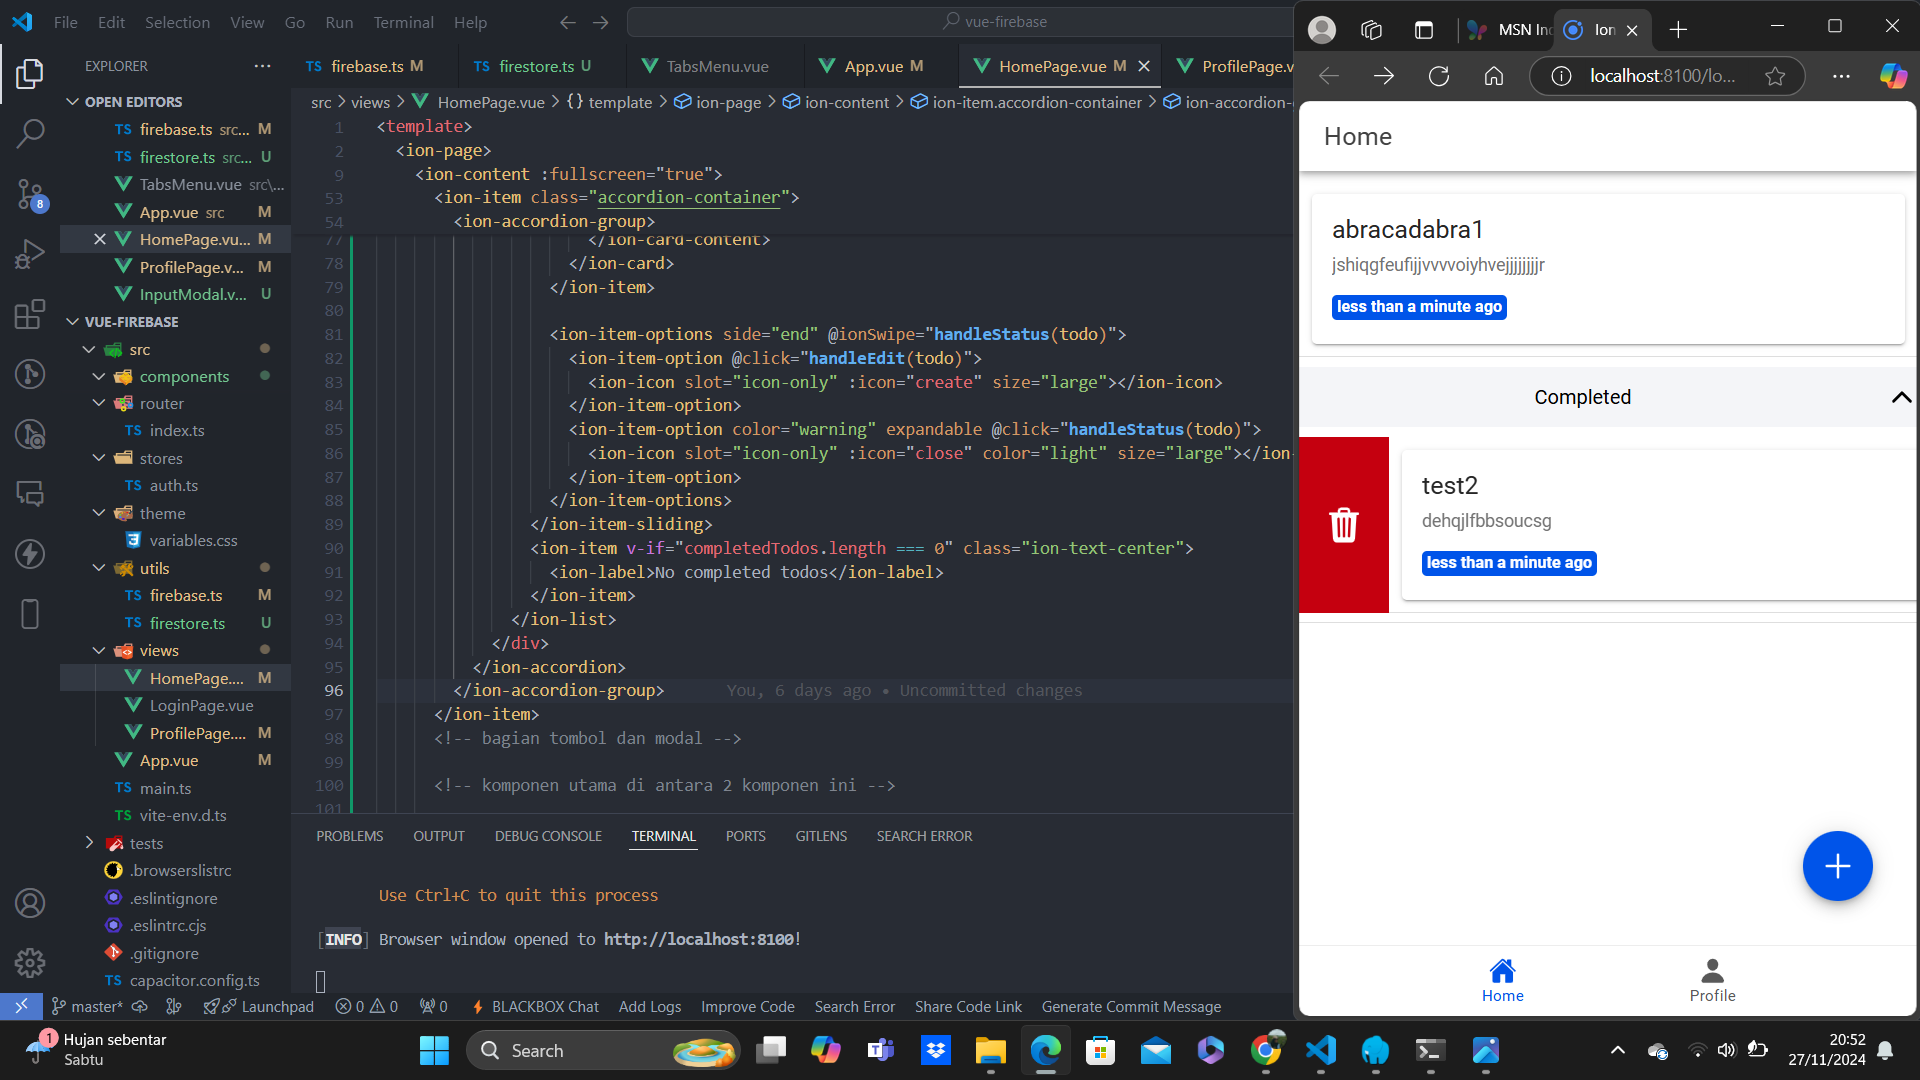 File Edit Selection View Go Run Terminal Help
vue-firebase
EXPLORER
OPEN EDITORS
TS firebase.ts src... M
TS firestore.ts src... U
TabsMenu.vue src\...
App.vue src M
HomePage.vu... M
ProfilePage.v... M
InputModal.v... U
VUE-FIREBASE
src
components
router
TS index.ts
stores
TS auth.ts
theme
variables.css
utils
TS firebase.ts M
TS firestore.ts U
views
HomePage.... M
LoginPage.vue
ProfilePage.... M
App.vue M
TS main.ts
TS vite-env.d.ts
tests
.browserslistrc
.eslintignore
.eslintrc.cjs
.gitignore
TS capacitor.config.ts
8
TS firebase.ts M
TS firestore.ts U
TabsMenu.vue
App.vue M
HomePage.vue M
ProfilePage.v
src > views > HomePage.vue > {} template > ion-page > ion-content > ion-item.accordion-container > ion-accordion-
1 <template>
2 <ion-page>
9 <ion-content :fullscreen="true">
53 <ion-item class="accordion-container">
54 <ion-accordion-group>
77 </ion-card-content>
78 </ion-card>
79 </ion-item>
80
81 <ion-item-options side="end" @ionSwipe="handleStatus(todo)">
82 <ion-item-option @click="handleEdit(todo)">
83 <ion-icon slot="icon-only" :icon="create" size="large"></ion-icon>
84 </ion-item-option>
85 <ion-item-option color="warning" expandable @click="handleStatus(todo)">
86 <ion-icon slot="icon-only" :icon="close" color="light" size="large"></ion-
87 </ion-item-option>
88 </ion-item-options>
89 </ion-item-sliding>
90 <ion-item v-if="completedTodos.length === 0" class="ion-text-center">
91 <ion-label>No completed todos</ion-label>
92 </ion-item>
93 </ion-list>
94 </div>
95 </ion-accordion>
96 </ion-accordion-group> You, 6 days ago • Uncommitted changes
97 </ion-item>
98 <!-- bagian tombol dan modal -->
99
100 <!-- komponen utama di antara 2 komponen ini -->
101
PROBLEMS OUTPUT DEBUG CONSOLE TERMINAL PORTS GITLENS SEARCH ERROR
Use Ctrl+C to quit this process
[INFO] Browser window opened to http://localhost:8100!
master* Launchpad 0 0 0 BLACKBOX Chat Add Logs Improve Code Search Error Share Code Link Generate Commit Message
MSN Inc
Ion
localhost:8100/lo...
Home
abracadabra1
jshiqgfeufijjvvvvoiyhvejjjjjjjjr
less than a minute ago
Completed
test2
dehqjlfbbsoucsg
less than a minute ago
Home Profile
1
Hujan sebentar
Sabtu
Search
20:52
27/11/2024